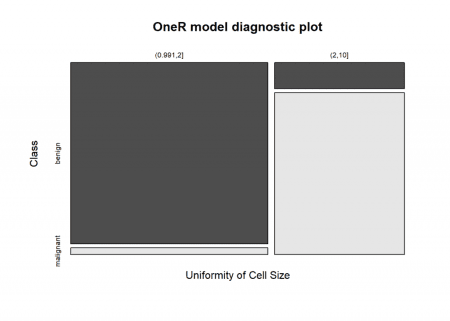 OneR model diagnostic plot
(0.991,2]
(2,10]
Class
benign
malignant
Uniformity of Cell Size